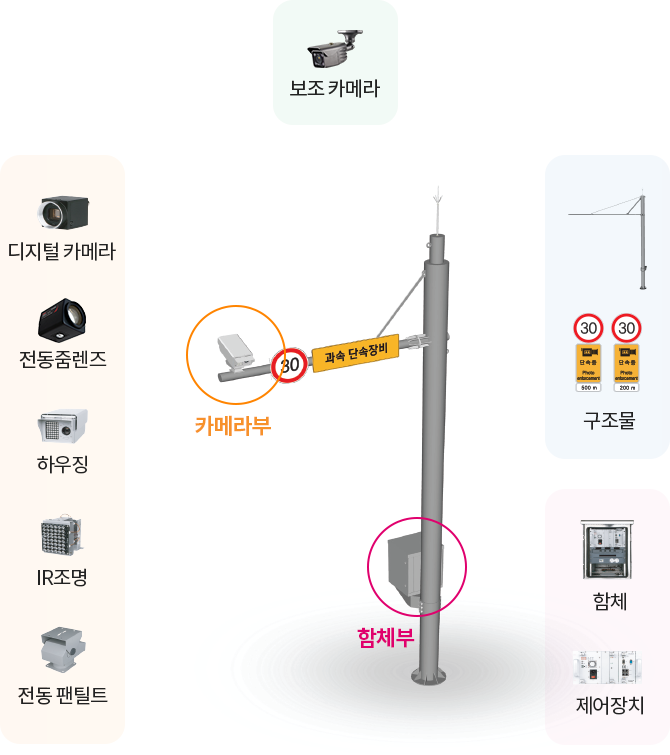 보조 카메라
디지털 카메라
전동줌렌즈
하우징
IR조명
전동 팬틸트
30
과속 단속장비
카메라부
함체부
30
30
단속중
단속중
Photo
enforcement
Photo
enforcement
500 m
200 m
구조물
함체
제어장치